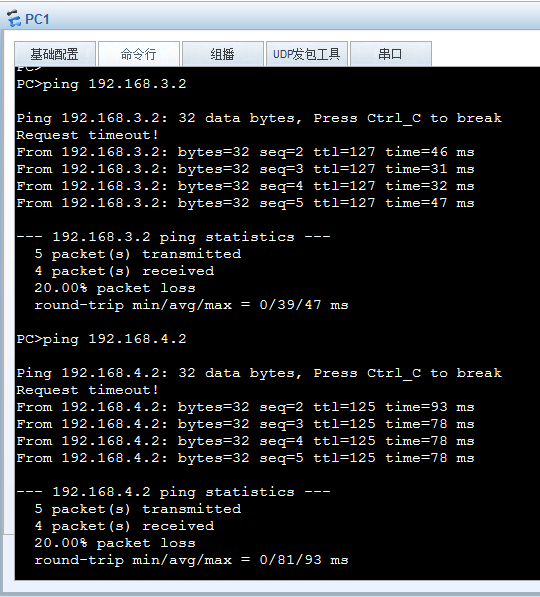 PC1
基础配置 命令行 组播 UDP发包工具 串口
PC>
PC>ping 192.168.3.2
Ping 192.168.3.2: 32 data bytes, Press Ctrl_C to break
Request timeout!
From 192.168.3.2: bytes=32 seq=2 ttl=127 time=46 ms
From 192.168.3.2: bytes=32 seq=3 ttl=127 time=31 ms
From 192.168.3.2: bytes=32 seq=4 ttl=127 time=32 ms
From 192.168.3.2: bytes=32 seq=5 ttl=127 time=47 ms
--- 192.168.3.2 ping statistics ---
5 packet(s) transmitted
4 packet(s) received
20.00% packet loss
round-trip min/avg/max = 0/39/47 ms
PC>ping 192.168.4.2
Ping 192.168.4.2: 32 data bytes, Press Ctrl_C to break
Request timeout!
From 192.168.4.2: bytes=32 seq=2 ttl=125 time=93 ms
From 192.168.4.2: bytes=32 seq=3 ttl=125 time=78 ms
From 192.168.4.2: bytes=32 seq=4 ttl=125 time=78 ms
From 192.168.4.2: bytes=32 seq=5 ttl=125 time=78 ms
--- 192.168.4.2 ping statistics ---
5 packet(s) transmitted
4 packet(s) received
20.00% packet loss
round-trip min/avg/max = 0/81/93 ms